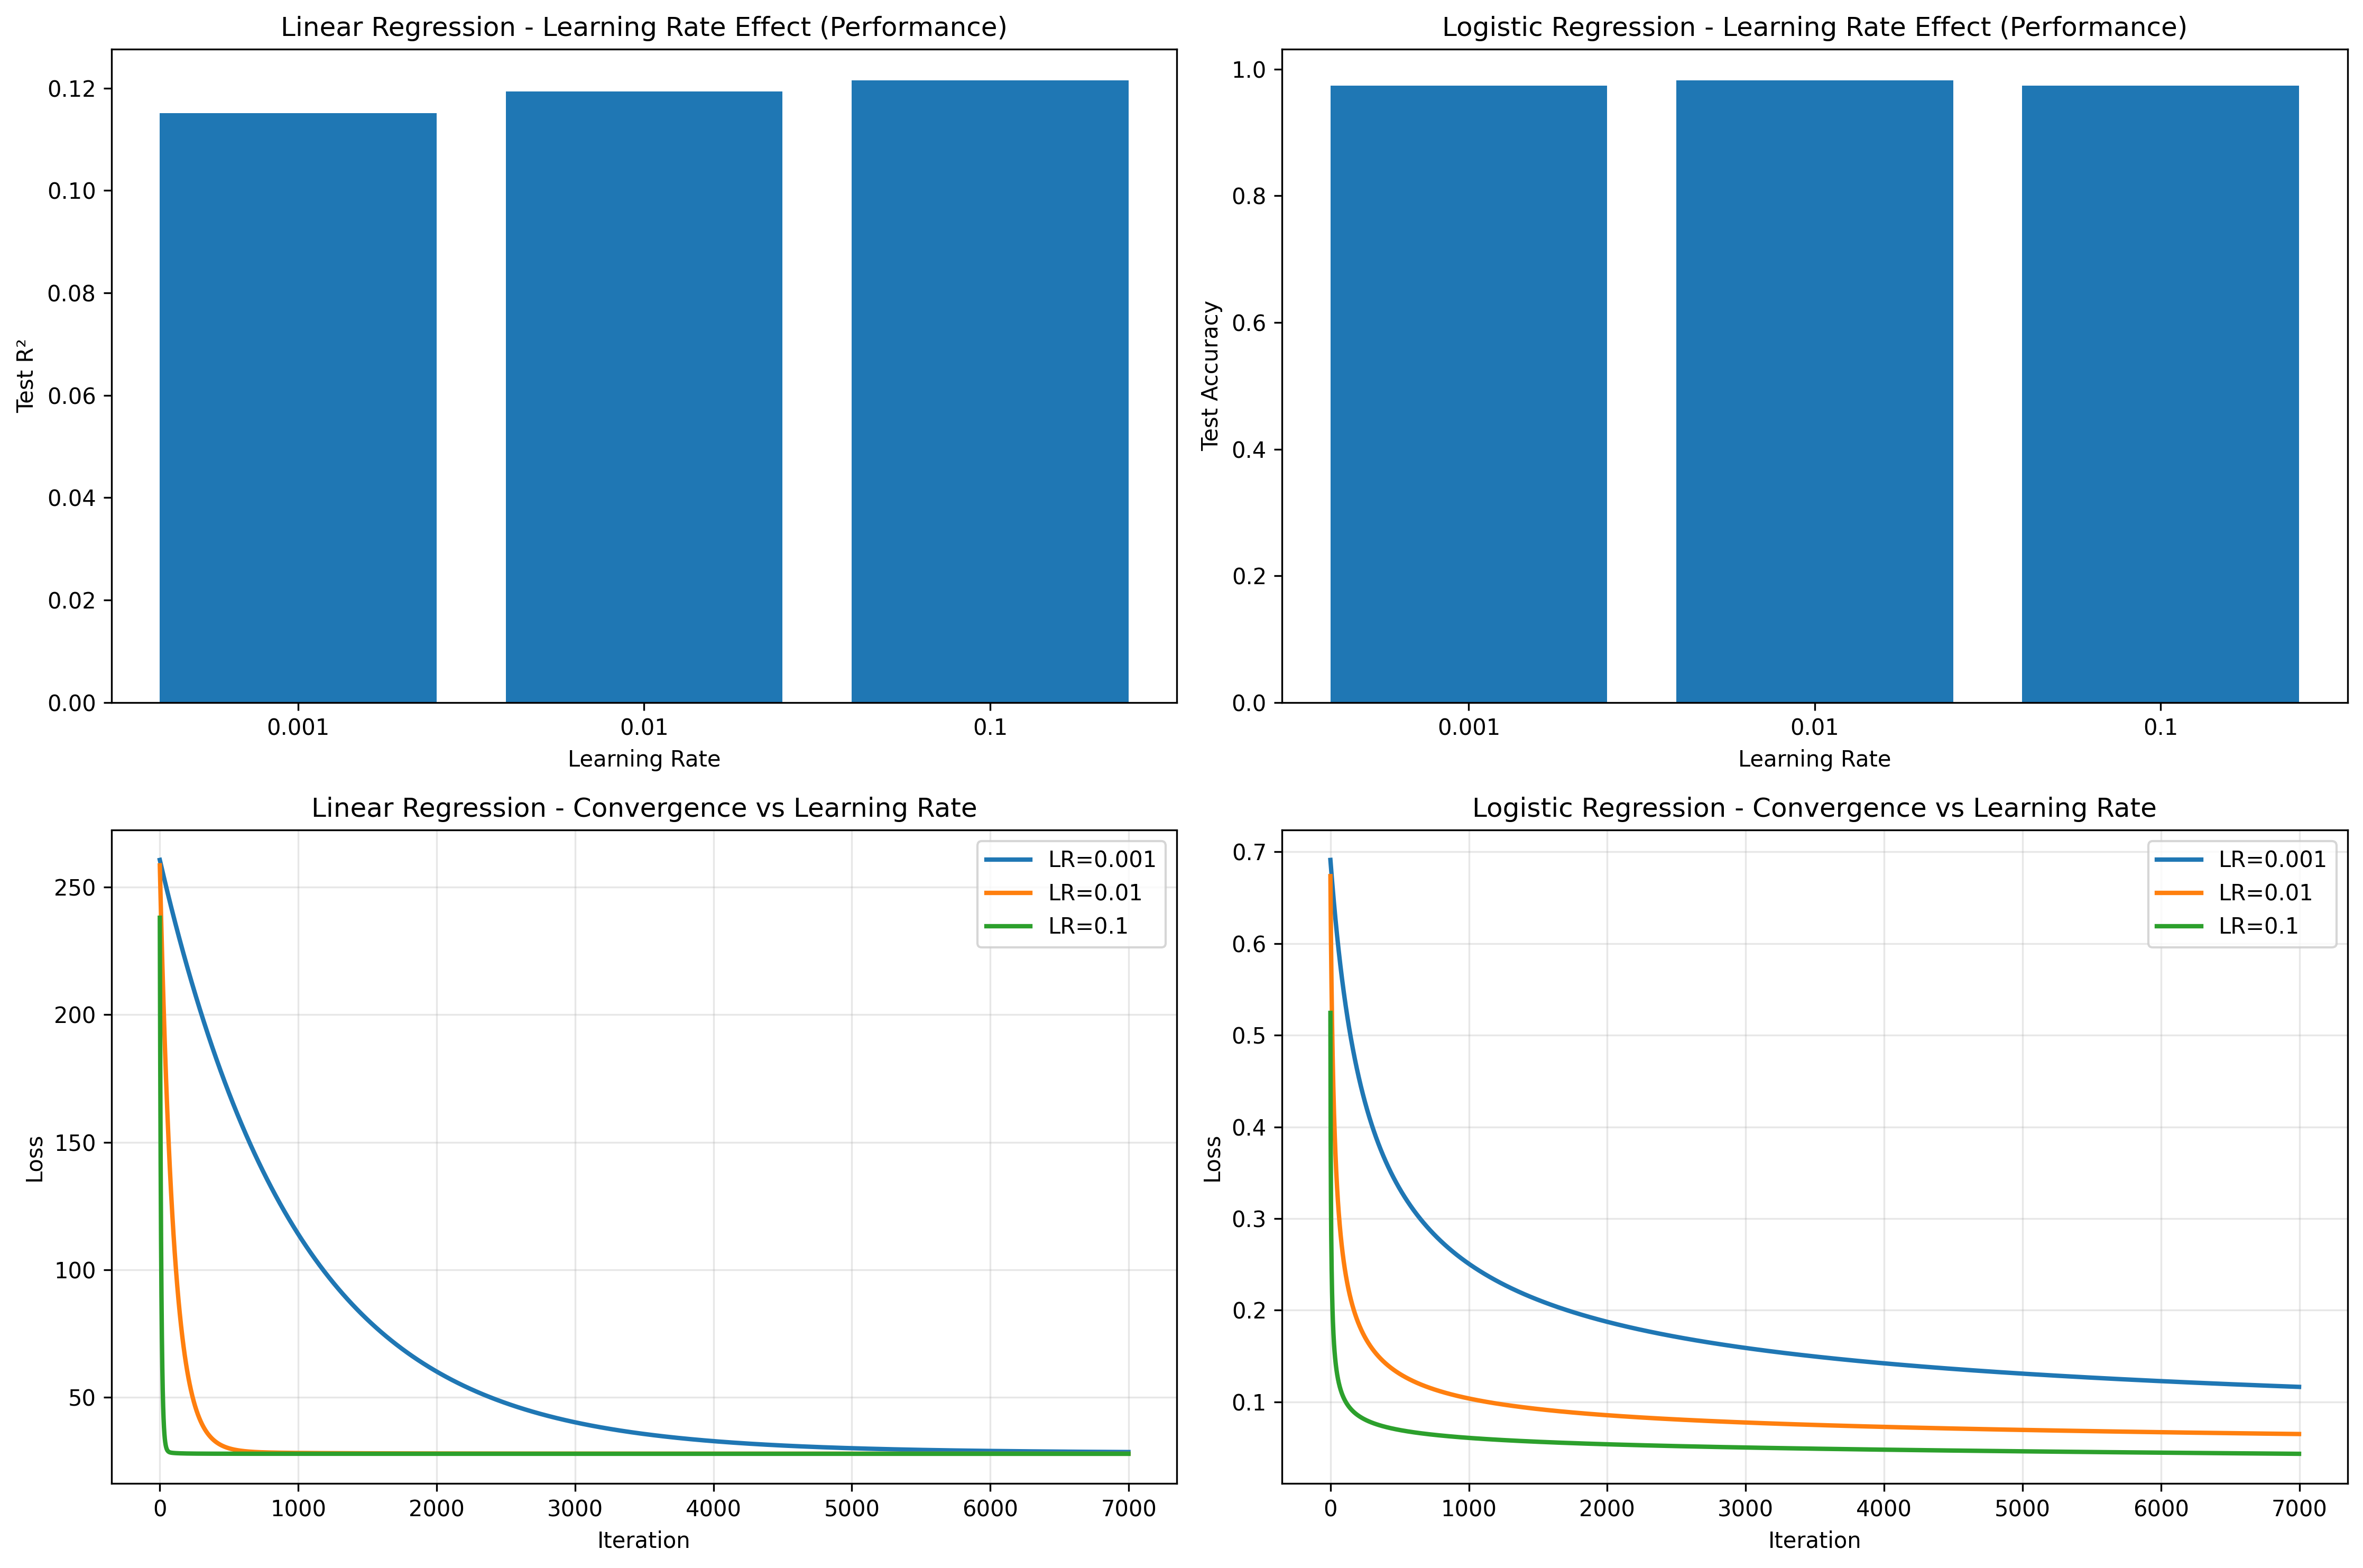 Linear Regression - Learning Rate Effect (Performance)
Test R²
0.12
0.10
0.08
0.06
0.04
0.02
0.00
0.001 0.01 0.1
Learning Rate
Logistic Regression - Learning Rate Effect (Performance)
Test Accuracy
1.0
0.8
0.6
0.4
0.2
0.0
0.001 0.01 0.1
Learning Rate
Linear Regression - Convergence vs Learning Rate
LR=0.001
LR=0.01
LR=0.1
Loss
250
200
150
100
50
0 1000 2000 3000 4000 5000 6000 7000
Iteration
Logistic Regression - Convergence vs Learning Rate
LR=0.001
LR=0.01
LR=0.1
Loss
0.7
0.6
0.5
0.4
0.3
0.2
0.1
0 1000 2000 3000 4000 5000 6000 7000
Iteration